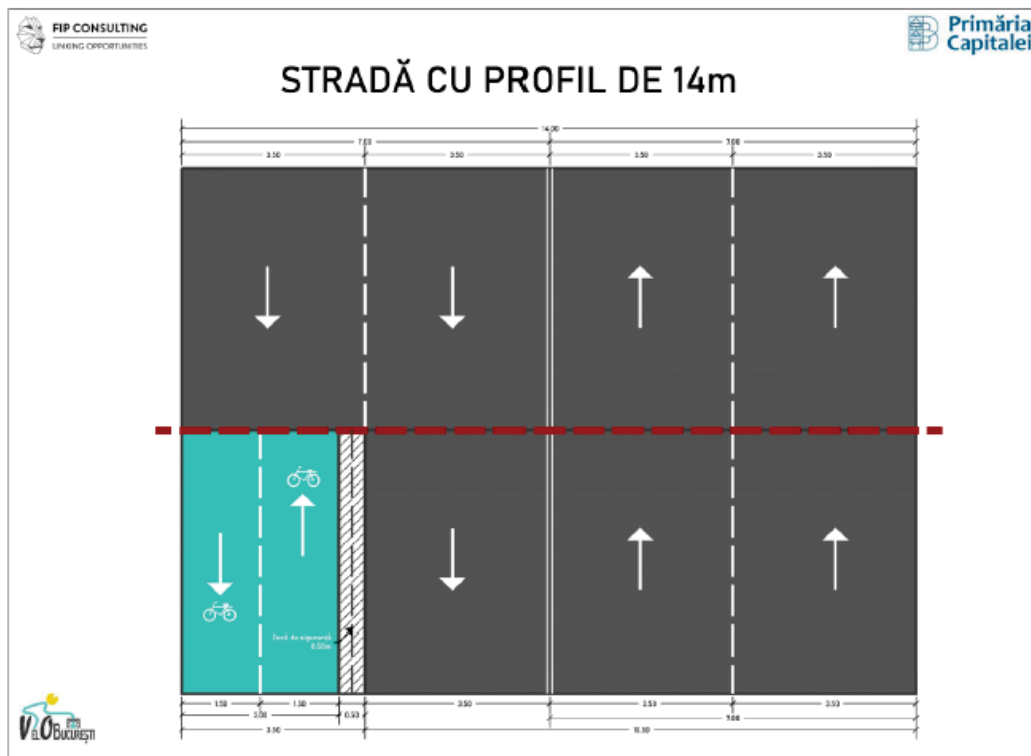 FIP CONSULTING
LINKING OPPORTUNITIES
Primăria
Capitalei
STRADĂ CU PROFIL DE 14m
14.00
7.00 7.00
3.50 3.50 3.50 3.50
Zonă de siguranță
0.50m
1.50 1.50 3.50 3.50 3.50
3.00 0.50 7.00
3.50 10.50
VELO BUCUREȘTI